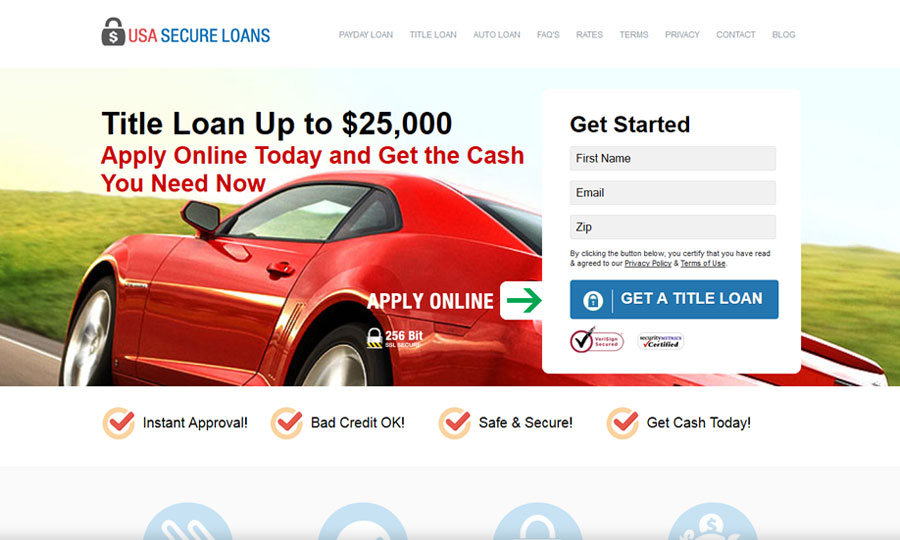 USA SECURE LOANS
PAYDAY LOAN
TITLE LOAN
AUTO LOAN
FAQ'S
RATES
TERMS
PRIVACY
CONTACT
BLOG
Title Loan Up to $25,000
Apply Online Today and Get the Cash
You Need Now
APPLY ONLINE
256 Bit
SSL SECURE
Get Started
First Name
Email
Zip
By clicking the button below, you certify that you have read
& agreed to our Privacy Policy & Terms of Use.
GET A TITLE LOAN
VeriSign
Secured
securityMETRICS
Certified
Instant Approval!
Bad Credit OK!
Safe & Secure!
Get Cash Today!